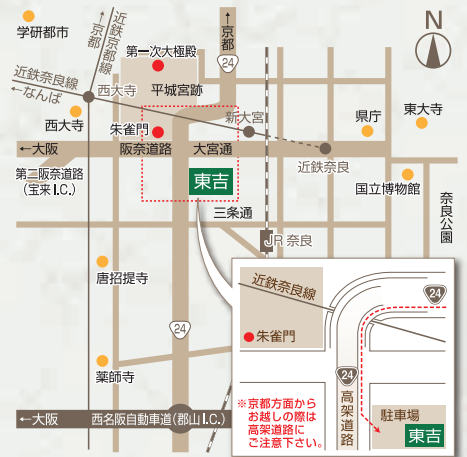 学研都市
近鉄京都線
↑京都
↑京都
24
N
第一次大極殿
近鉄奈良線
←なんば
西大寺
平城宮跡
西大寺
朱雀門
新大宮
県庁
東大寺
←大阪
阪奈道路
大宮通
近鉄奈良
第二阪奈道路
(宝来I.C.)
東吉
国立博物館
奈良公園
三条通
JR奈良
唐招提寺
24
薬師寺
←大阪
西名阪自動車道(郡山I.C.)
近鉄奈良線
24
朱雀門
24
高架道路
※京都方面から
お越しの際は
高架道路に
ご注意下さい。
駐車場
東吉